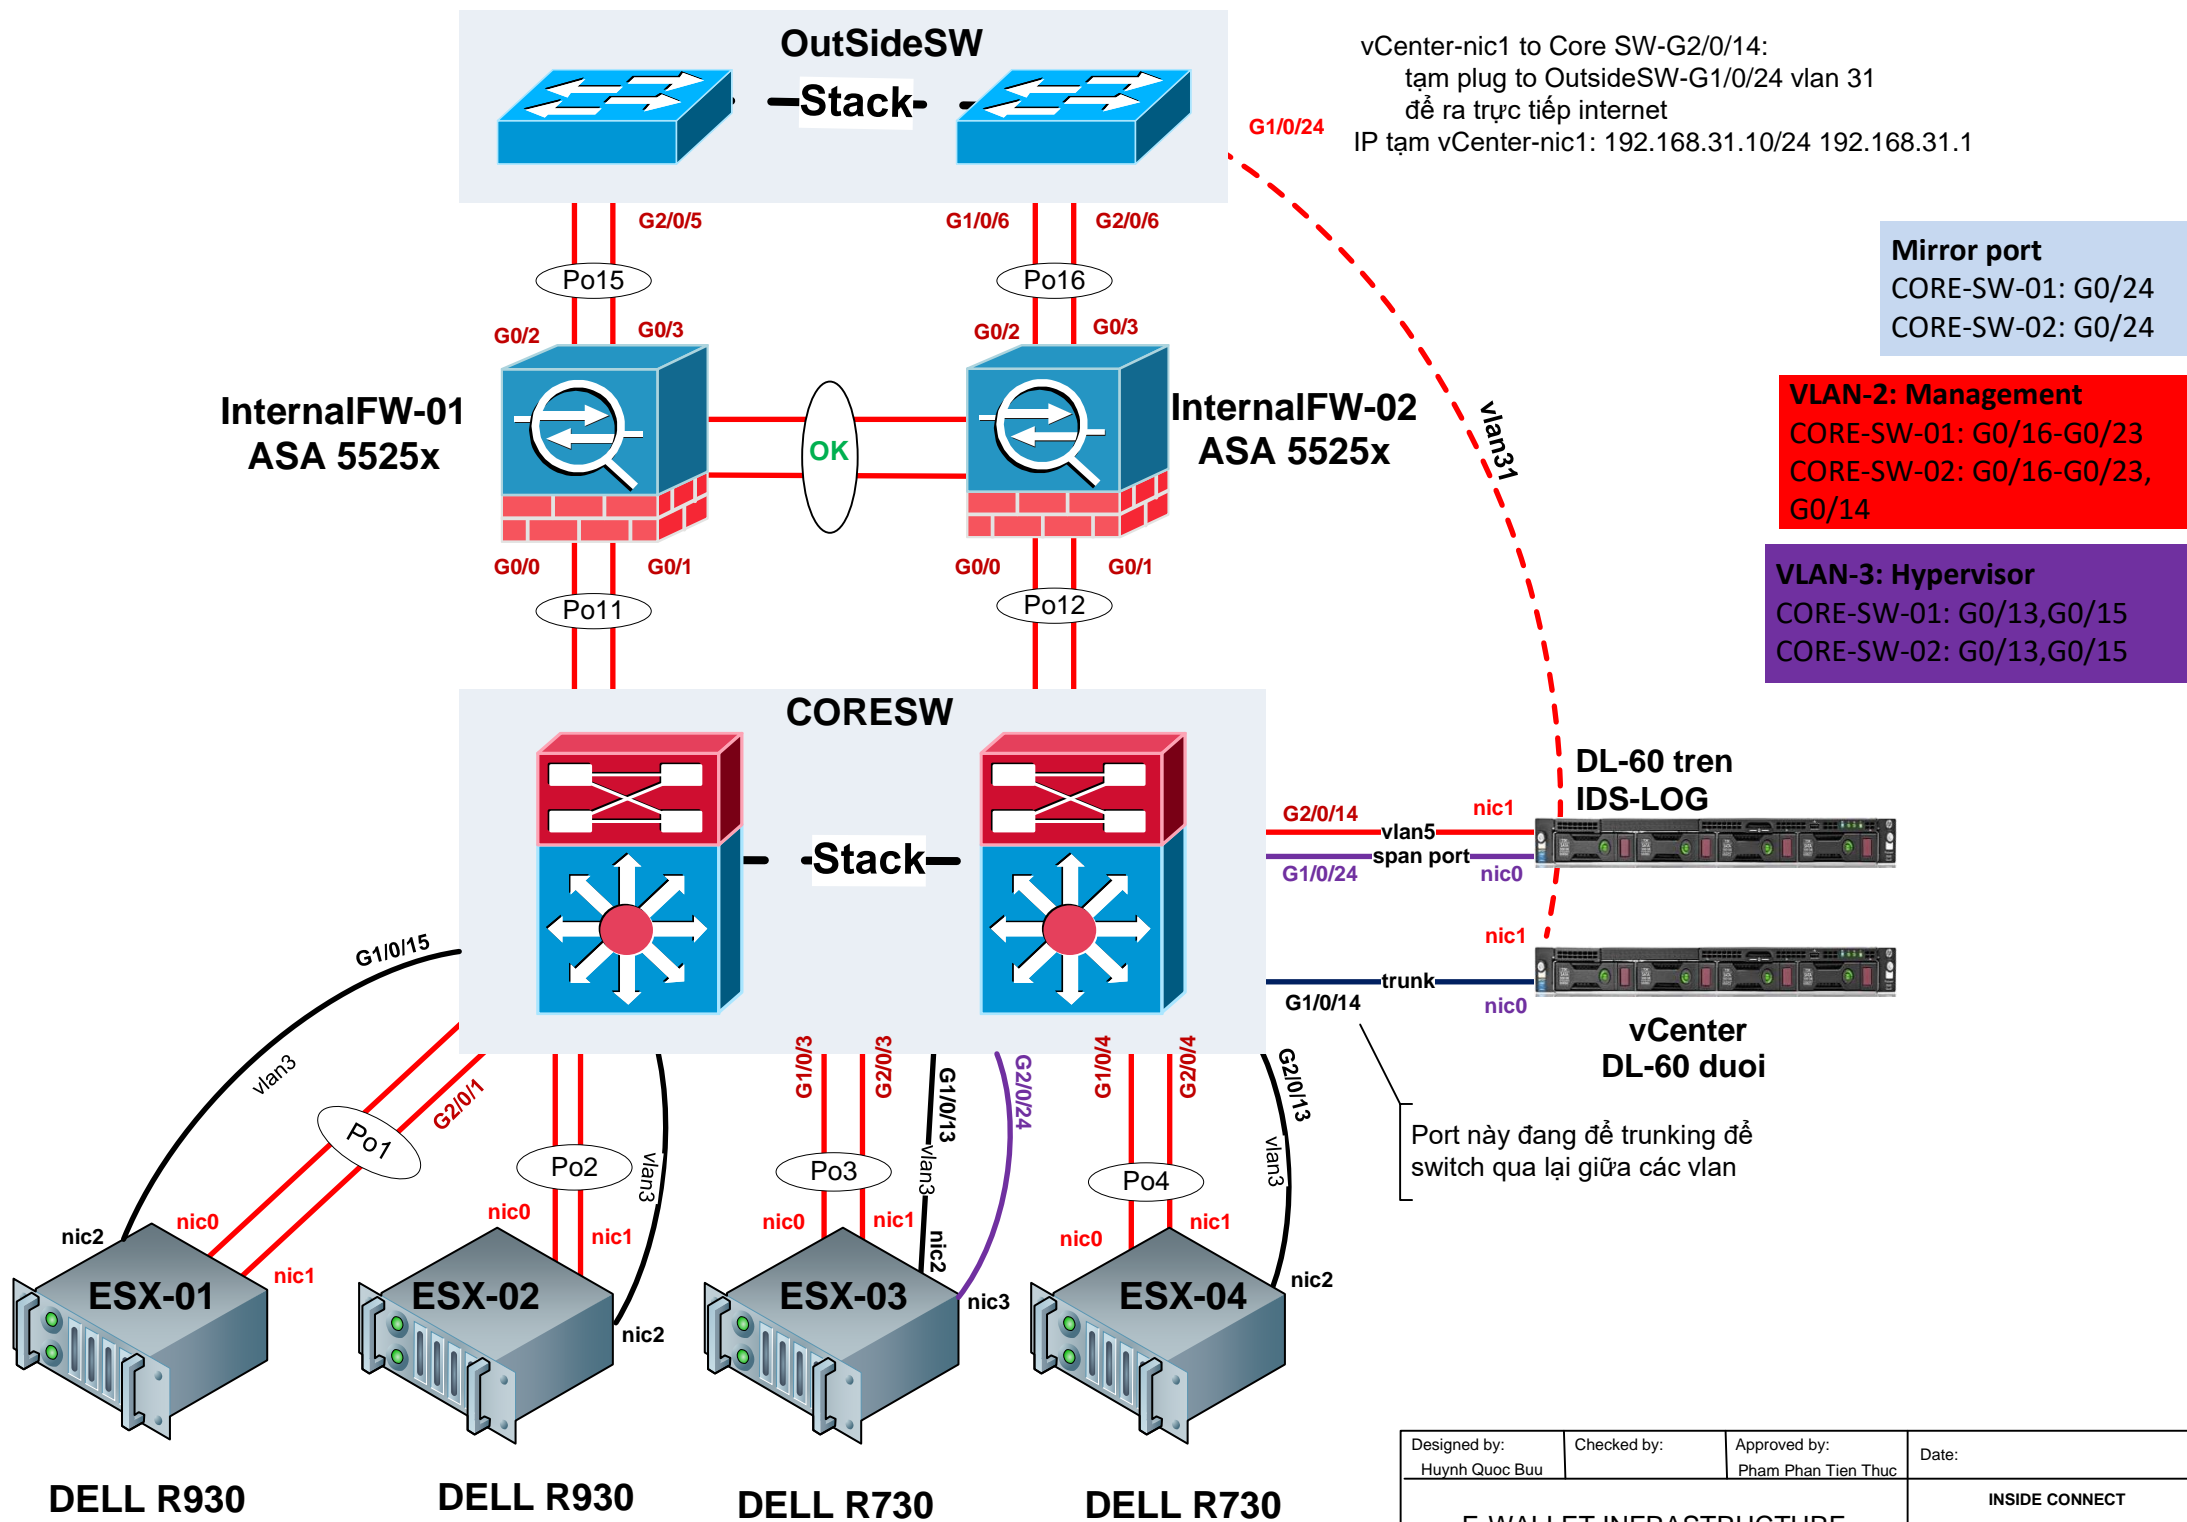 OutSideSW
Stack
vCenter-nic1 to Core SW-G2/0/14:
tạm plug to OutsideSW-G1/0/24 vlan 31
để ra trực tiếp internet
IP tạm vCenter-nic1: 192.168.31.10/24 192.168.31.1
G1/0/24
G2/0/5
G1/0/6
G2/0/6
Po15
Po16
Mirror port
CORE-SW-01: G0/24
CORE-SW-02: G0/24
G0/2
G0/3
G0/2
G0/3
InternalFW-01
ASA 5525x
OK
InternalFW-02
ASA 5525x
vlan31
VLAN-2: Management
CORE-SW-01: G0/16-G0/23
CORE-SW-02: G0/16-G0/23,
G0/14
G0/0
G0/1
G0/0
G0/1
Po11
Po12
VLAN-3: Hypervisor
CORE-SW-01: G0/13,G0/15
CORE-SW-02: G0/13,G0/15
CORESW
Stack
DL-60 tren
IDS-LOG
G2/0/14
vlan5
nic1
span port
G1/0/24
nic0
nic1
trunk
G1/0/14
nic0
vCenter
DL-60 duoi
Port này đang để trunking để
switch qua lại giữa các vlan
G1/0/15
vlan3
G2/0/1
Po1
Po2
vlan3
G1/0/3
G2/0/3
G1/0/13
vlan3
G2/0/24
Po3
G1/0/4
G2/0/4
G2/0/13
vlan3
Po4
nic2
nic0
nic1
ESX-01
nic0
nic1
ESX-02
nic2
nic0
nic1
nic2
ESX-03
nic3
nic0
nic1
ESX-04
nic2
DELL R930
DELL R930
DELL R730
DELL R730
Designed by:
Huynh Quoc Buu
Checked by:
Approved by:
Pham Phan Tien Thuc
Date:
INSIDE CONNECT
E-WALLET INFRASTRUCTURE